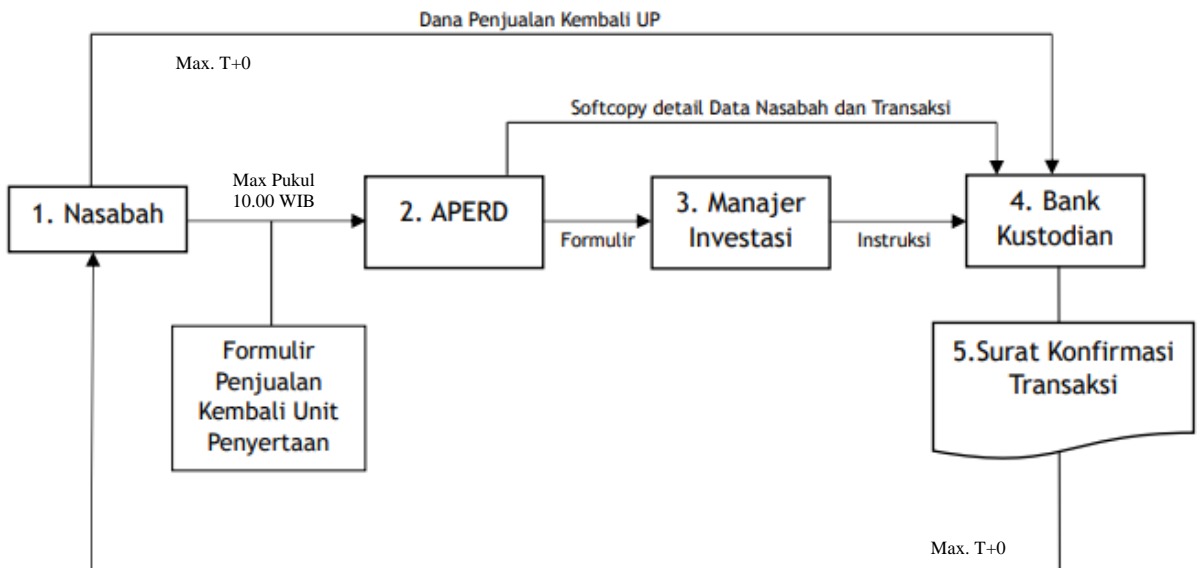 Dana Penjualan Kembali UP
Max. T+0
Softcopy detail Data Nasabah dan Transaksi
1. Nasabah
Max Pukul
10.00 WIB
2. APERD
Formulir
3. Manajer
Investasi
Instruksi
4. Bank
Kustodian
Formulir
Penjualan
Kembali Unit
Penyertaan
5.Surat Konfirmasi
Transaksi
Max. T+0